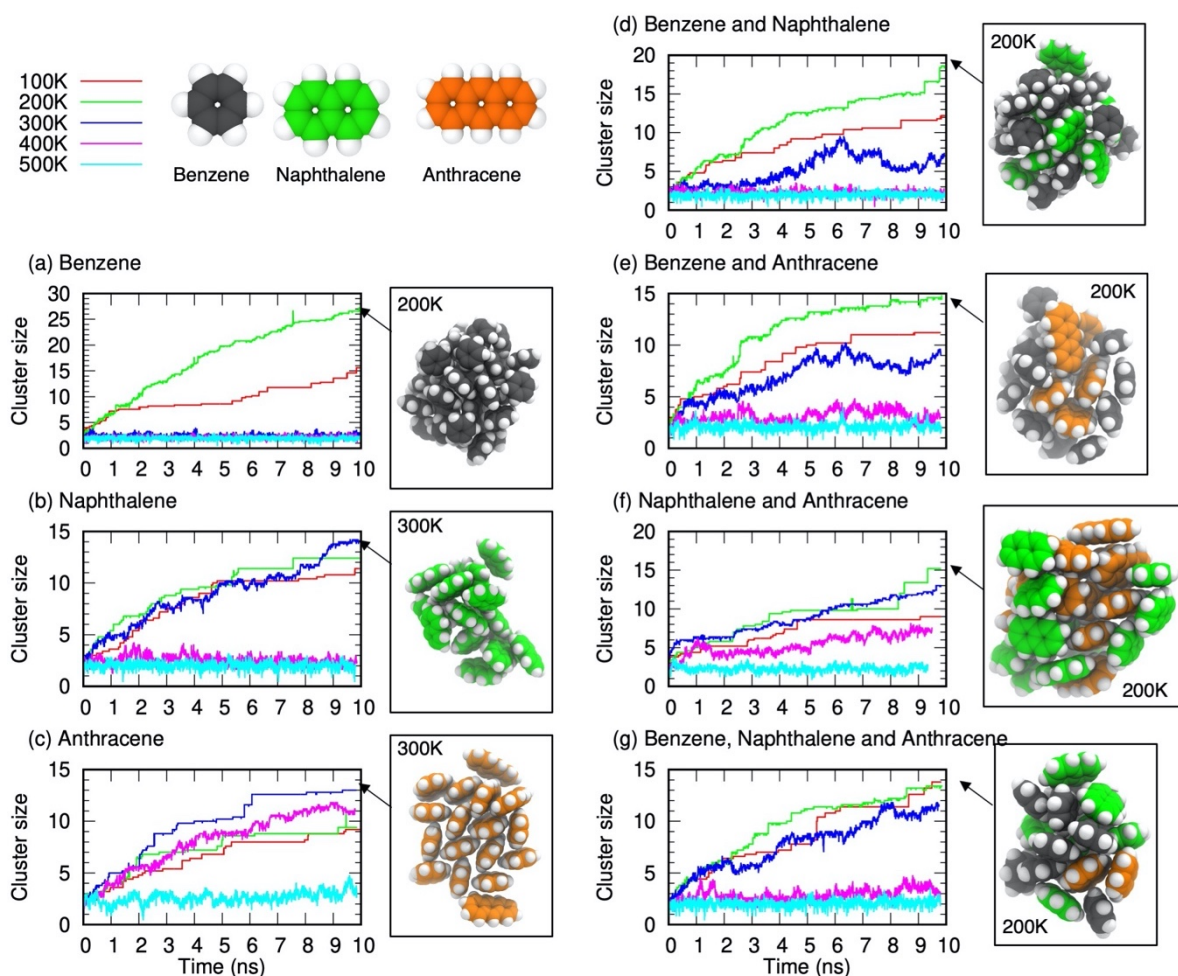 100K
200K
300K
400K
500K
Benzene
Naphthalene
Anthracene
(a) Benzene
Cluster size
30
25
20
15
10
5
0
0 1 2 3 4 5 6 7 8 9 10
200K
(b) Naphthalene
Cluster size
15
10
5
0
0 1 2 3 4 5 6 7 8 9 10
300K
(c) Anthracene
Cluster size
15
10
5
0
0 1 2 3 4 5 6 7 8 9 10
Time (ns)
300K
(d) Benzene and Naphthalene
Cluster size
20
15
10
5
0
0 1 2 3 4 5 6 7 8 9 10
200K
(e) Benzene and Anthracene
Cluster size
15
10
5
0
0 1 2 3 4 5 6 7 8 9 10
200K
(f) Naphthalene and Anthracene
Cluster size
20
15
10
5
0
0 1 2 3 4 5 6 7 8 9 10
200K
(g) Benzene, Naphthalene and Anthracene
Cluster size
15
10
5
0
0 1 2 3 4 5 6 7 8 9 10
Time (ns)
200K